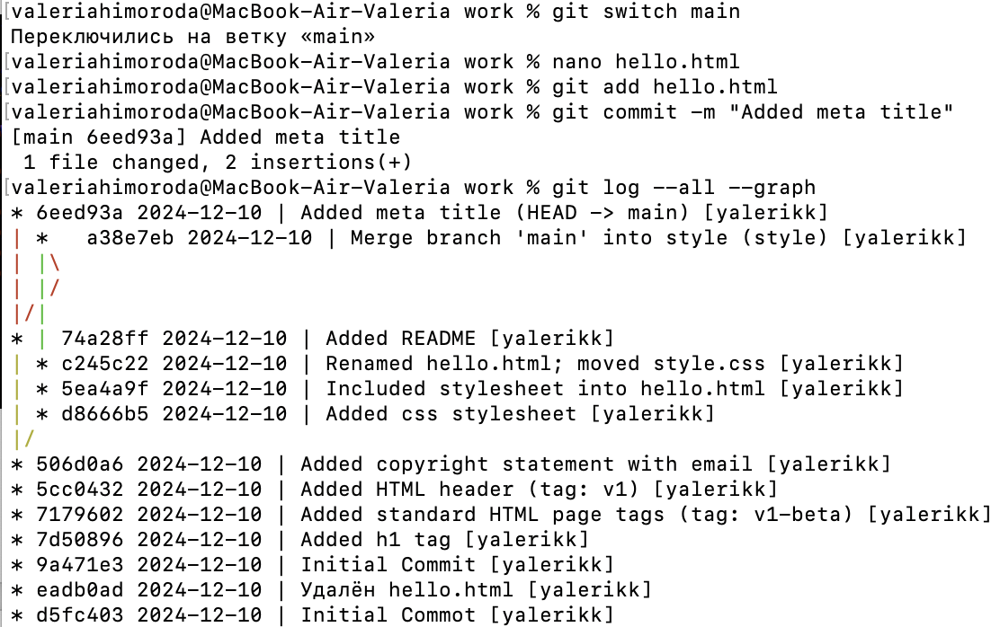 [valeriahimoroda@MacBook-Air-Valeria work % git switch main
Переключились на ветку «main»
[valeriahimoroda@MacBook-Air-Valeria work % nano hello.html
[valeriahimoroda@MacBook-Air-Valeria work % git add hello.html
[valeriahimoroda@MacBook-Air-Valeria work % git commit -m "Added meta title"
[main 6eed93a] Added meta title
 1 file changed, 2 insertions(+)
[valeriahimoroda@MacBook-Air-Valeria work % git log --all --graph
* 6eed93a 2024-12-10 | Added meta title (HEAD -> main) [yalerikk]
| *   a38e7eb 2024-12-10 | Merge branch 'main' into style (style) [yalerikk]
| |\
| |/
|/|
* | 74a28ff 2024-12-10 | Added README [yalerikk]
| * c245c22 2024-12-10 | Renamed hello.html; moved style.css [yalerikk]
| * 5ea4a9f 2024-12-10 | Included stylesheet into hello.html [yalerikk]
| * d8666b5 2024-12-10 | Added css stylesheet [yalerikk]
|/
* 506d0a6 2024-12-10 | Added copyright statement with email [yalerikk]
* 5cc0432 2024-12-10 | Added HTML header (tag: v1) [yalerikk]
* 7179602 2024-12-10 | Added standard HTML page tags (tag: v1-beta) [yalerikk]
* 7d50896 2024-12-10 | Added h1 tag [yalerikk]
* 9a471e3 2024-12-10 | Initial Commit [yalerikk]
* eadb0ad 2024-12-10 | Удалён hello.html [yalerikk]
* d5fc403 2024-12-10 | Initial Commot [yalerikk]